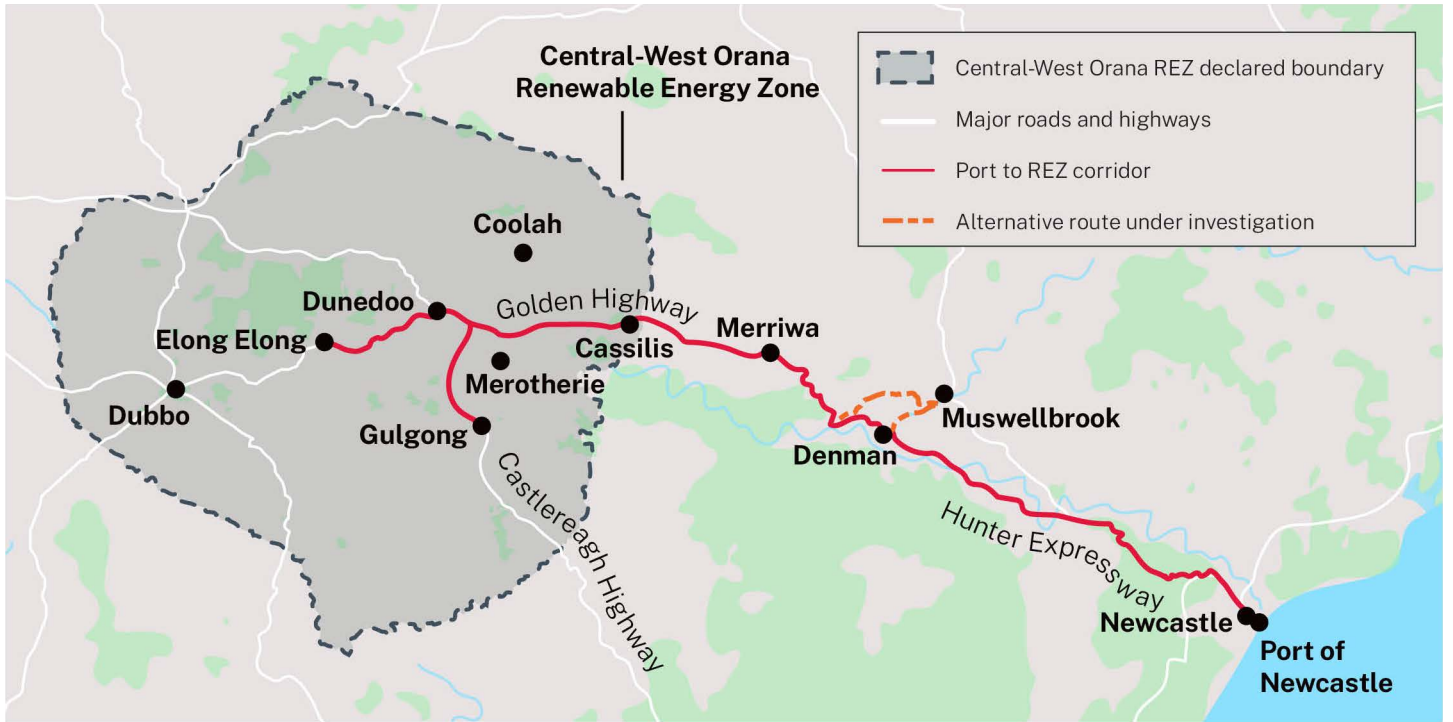 Central-West Orana
Renewable Energy Zone
Central-West Orana REZ declared boundary
Major roads and highways
Port to REZ corridor
Alternative route under investigation
Coolah
Dunedoo
Golden Highway
Elong Elong
Cassilis
Merriwa
Merotherie
Dubbo
Gulgong
Muswellbrook
Denman
Castlereagh Highway
Hunter Expressway
Newcastle
Port of
Newcastle